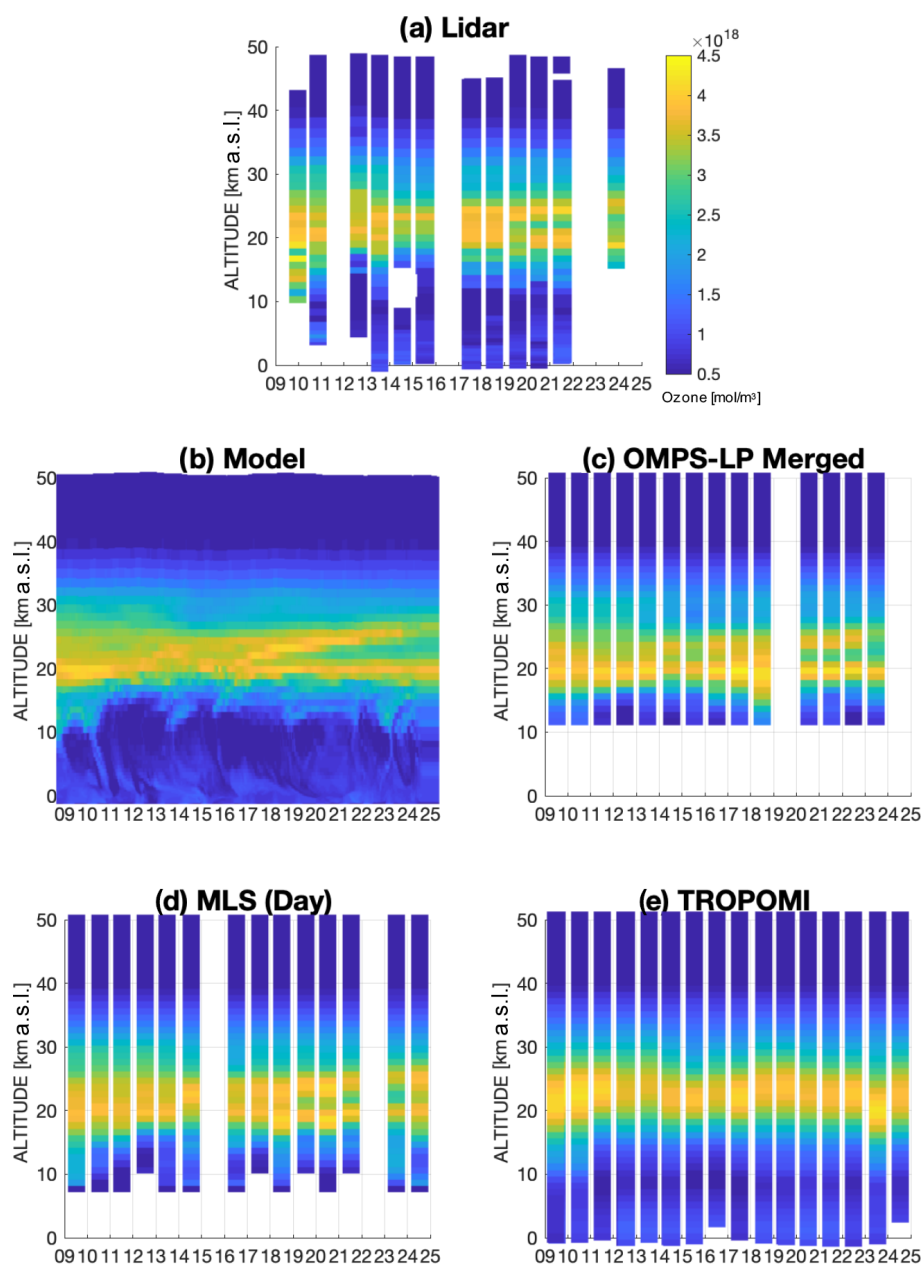 (a) Lidar
×10¹⁸
50
40
30
20
10
0
ALTITUDE [km a.s.l.]
09 10 11 12 13 14 15 16 17 18 19 20 21 22 23 24 25
4.5
4
3.5
3
2.5
2
1.5
1
0.5
Ozone [mol/m³]
(b) Model
50
40
30
20
10
0
ALTITUDE [km a.s.l.]
09 10 11 12 13 14 15 16 17 18 19 20 21 22 23 24 25
(c) OMPS-LP Merged
50
40
30
20
10
0
ALTITUDE [km a.s.l.]
09 10 11 12 13 14 15 16 17 18 19 20 21 22 23 24 25
(d) MLS (Day)
50
40
30
20
10
0
ALTITUDE [km a.s.l.]
09 10 11 12 13 14 15 16 17 18 19 20 21 22 23 24 25
(e) TROPOMI
50
40
30
20
10
0
ALTITUDE [km a.s.l.]
09 10 11 12 13 14 15 16 17 18 19 20 21 22 23 24 25